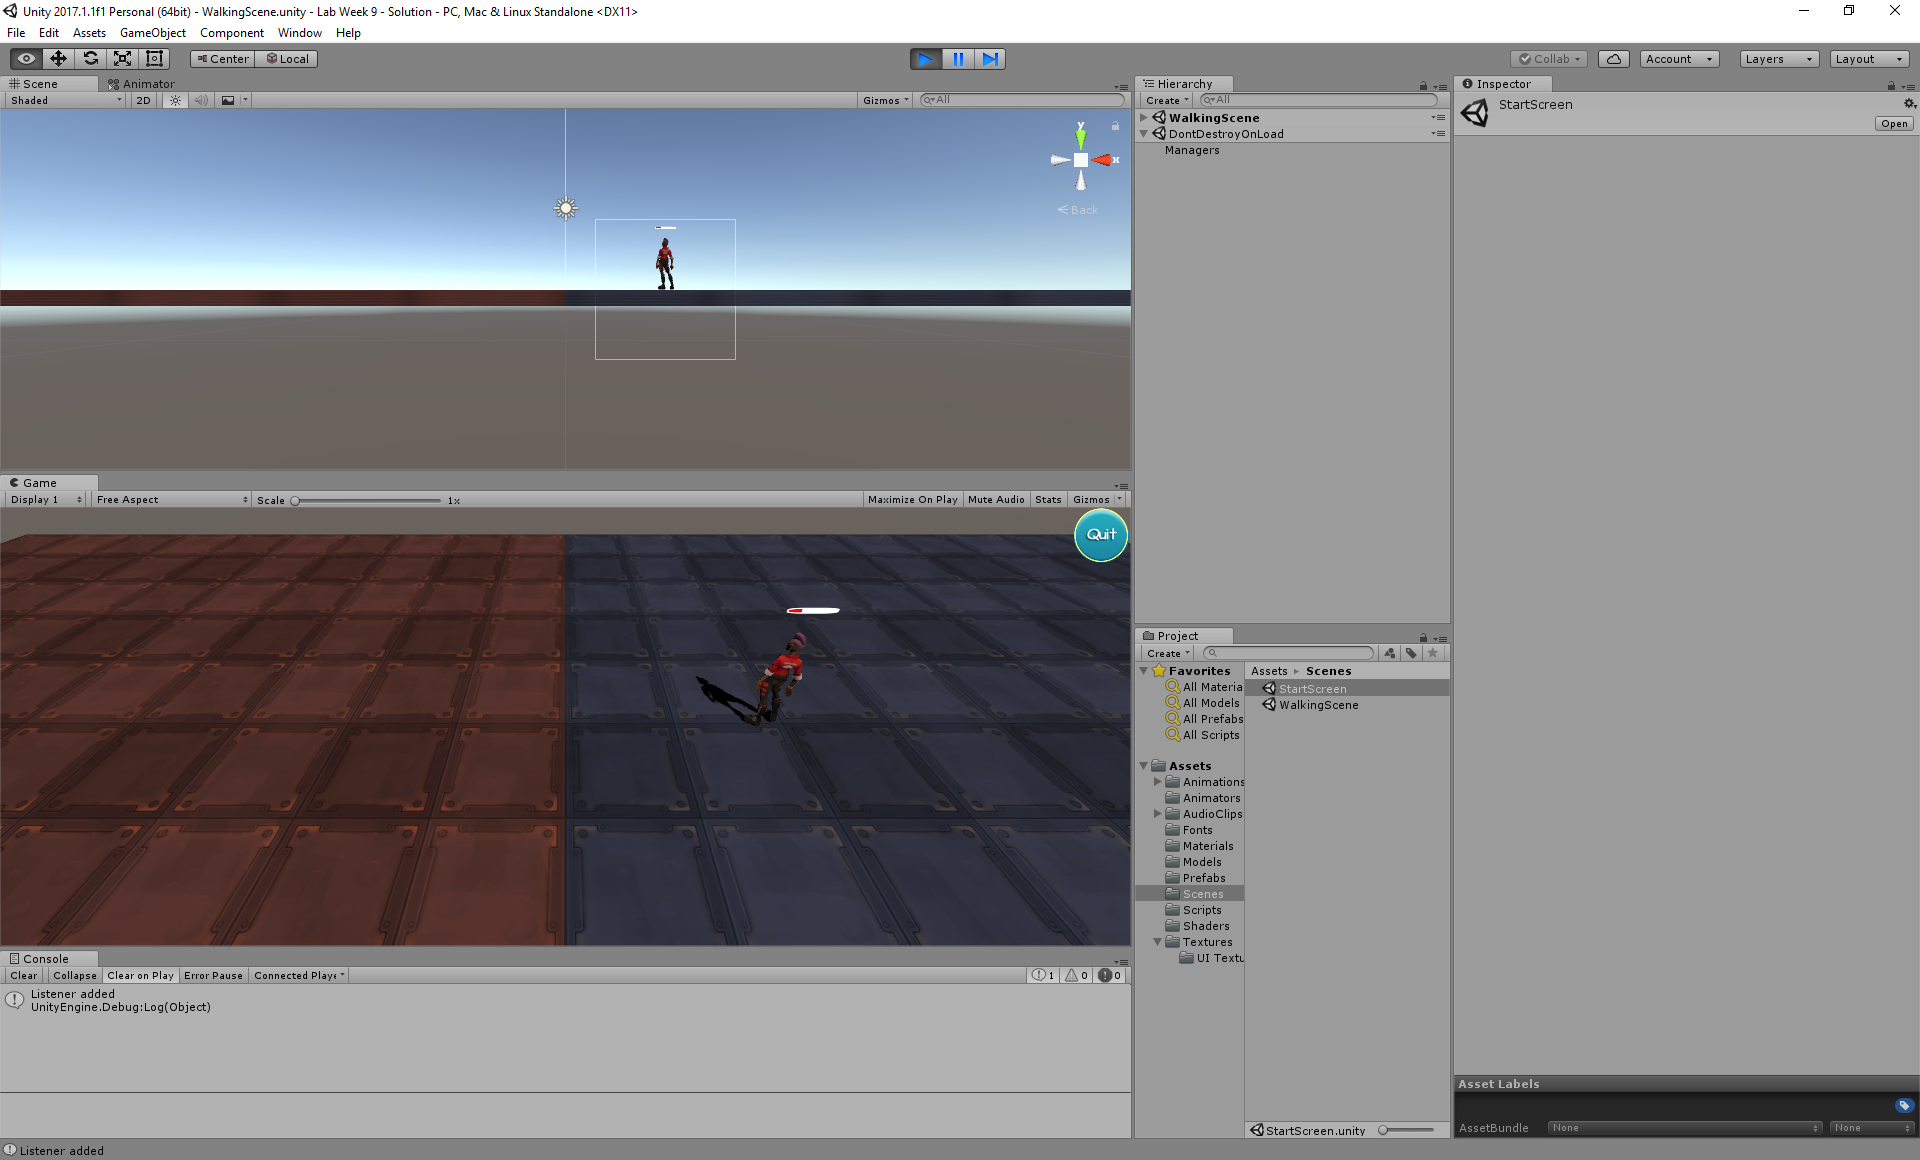 Unity 2017.1.1f1 Personal (64bit) - WalkingScene.unity - Lab Week 9 - Solution - PC, Mac & Linux Standalone <DX11>
File Edit Assets GameObject Component Window Help
Center Local Collab Account Layers Layout
Scene Animator
Shaded 2D Gizmos All
y
x
Back
Game
Display 1 Free Aspect Scale 1x Maximize On Play Mute Audio Stats Gizmos
Quit
Console
Clear Collapse Clear on Play Error Pause Connected Playe 1 0 0
Listener added
UnityEngine.Debug:Log(Object)
Listener added
Hierarchy
Create All
WalkingScene
DontDestroyOnLoad
Managers
Project
Create
Favorites
All Materia
All Models
All Prefabs
All Scripts
Assets
Animations
Animators
AudioClips
Fonts
Materials
Models
Prefabs
Scenes
Scripts
Shaders
Textures
UI Textu
Assets Scenes
StartScreen
WalkingScene
StartScreen.unity
Inspector
StartScreen
Open
Asset Labels
AssetBundle None None